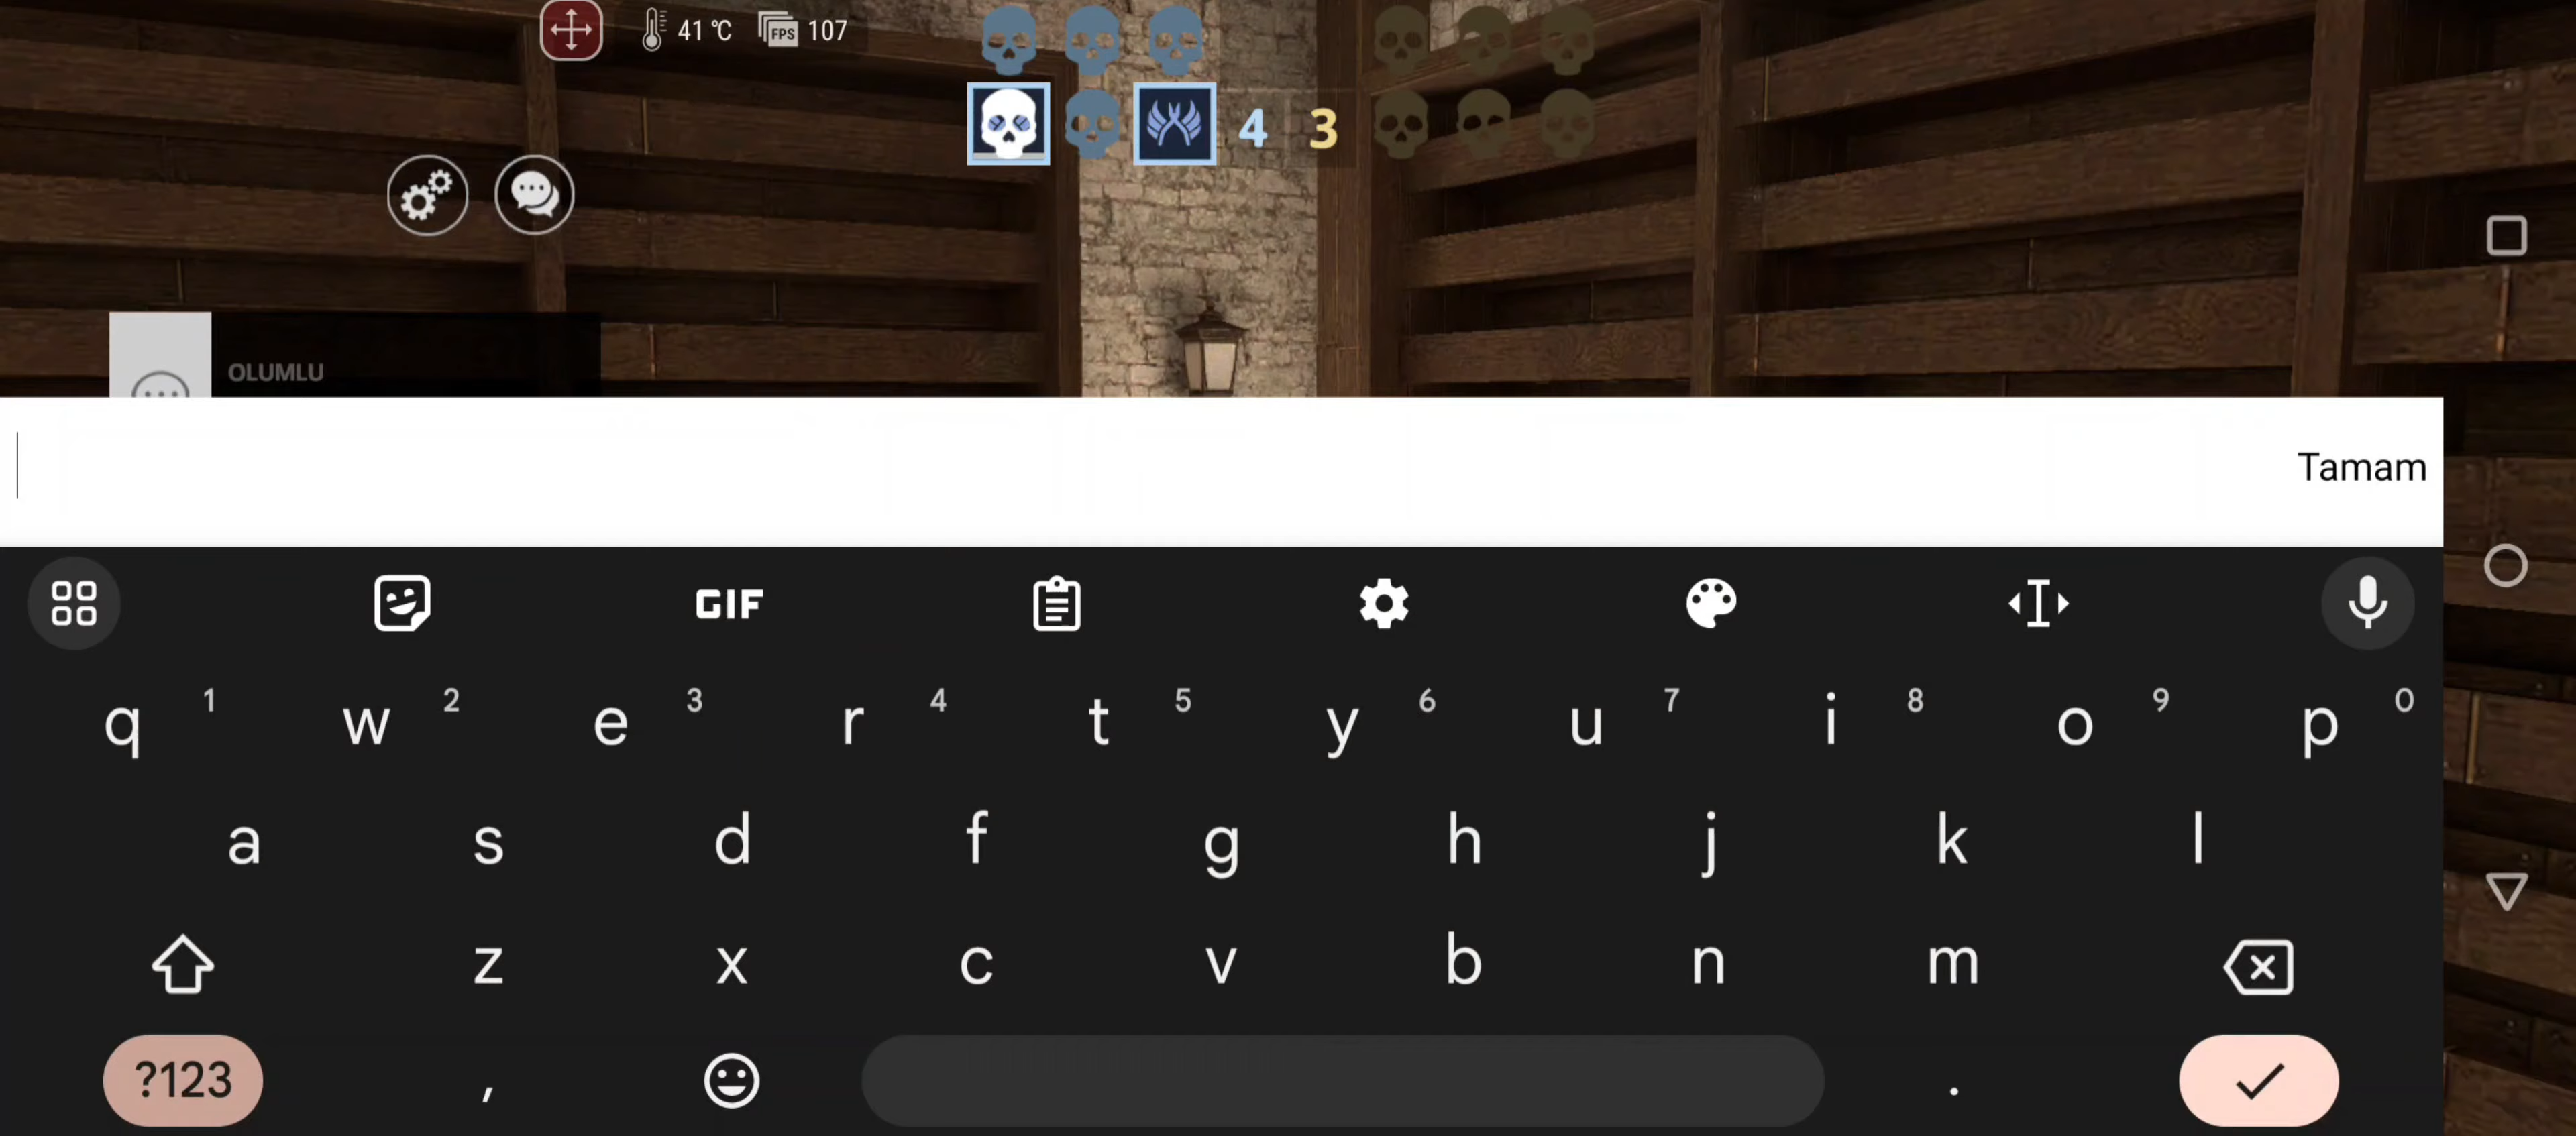 41 ℃ FPS 107
4 3
OLUMLU
Tamam
GIF
q 1 w 2 e 3 r 4 t 5 y 6 u 7 i 8 o 9 p 0
a s d f g h j k l
z x c v b n m
?123 , .